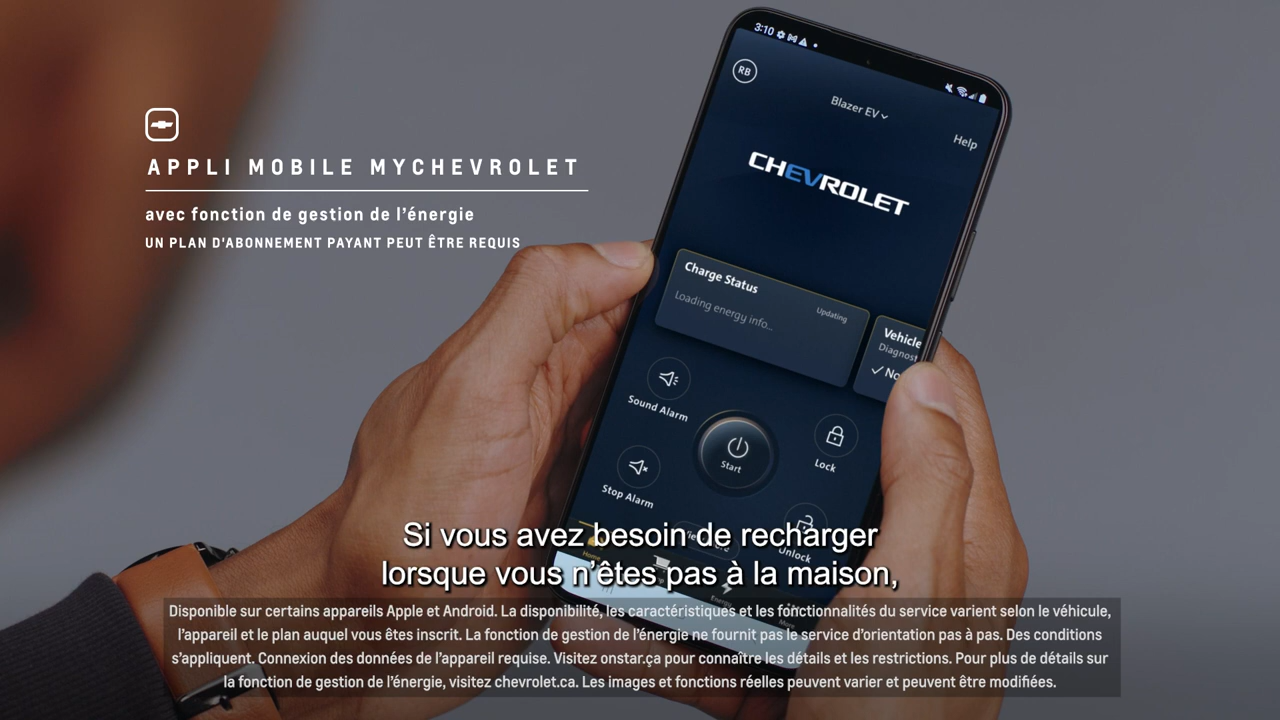 APPLI MOBILE MYCHEVROLET
avec fonction de gestion de l'énergie
UN PLAN D'ABONNEMENT PAYANT PEUT ÊTRE REQUIS
3:10
RB
Blazer EV
Help
CHEVROLET
Charge Status
Updating
Loading energy info...
Vehicle
Diagnost
No
Sound Alarm
Start
Lock
Stop Alarm
Unlock
Home
Energy
More
Si vous avez besoin de recharger
lorsque vous n'êtes pas à la maison,
Disponible sur certains appareils Apple et Android. La disponibilité, les caractéristiques et les fonctionnalités du service varient selon le véhicule,
l'appareil et le plan auquel vous êtes inscrit. La fonction de gestion de l'énergie ne fournit pas le service d'orientation pas à pas. Des conditions
s'appliquent. Connexion des données de l'appareil requise. Visitez onstar.ça pour connaître les détails et les restrictions. Pour plus de détails sur
la fonction de gestion de l'énergie, visitez chevrolet.ca. Les images et fonctions réelles peuvent varier et peuvent être modifiées.